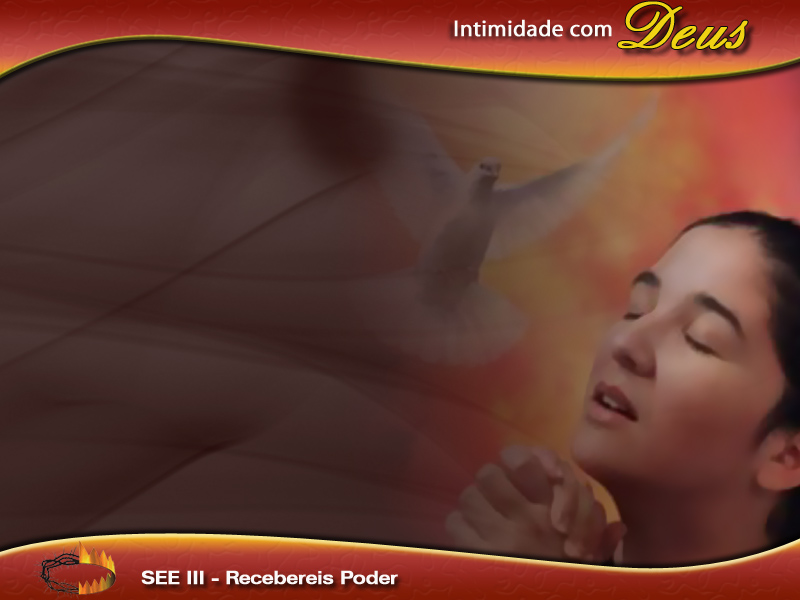 Intimidade com Deus
SEE III - Recebereis Poder